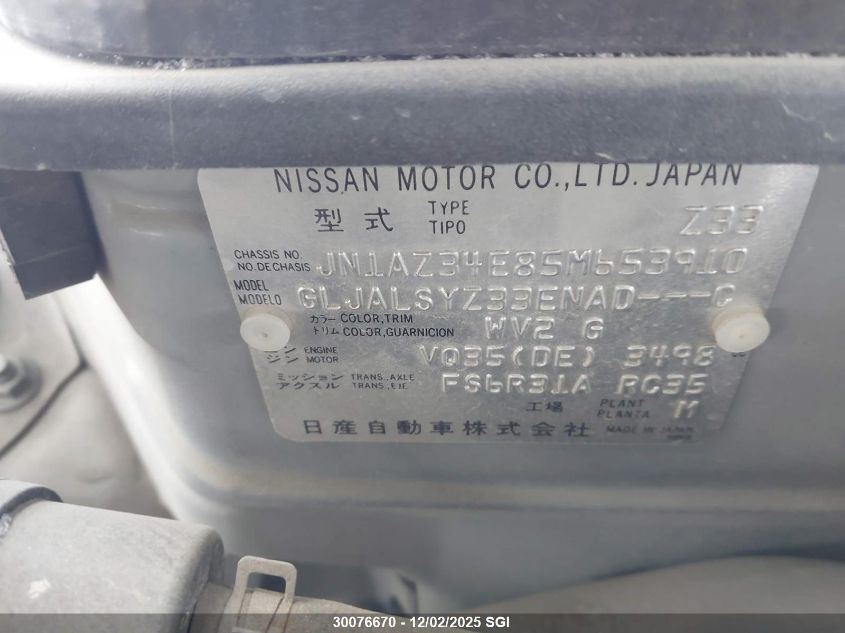 NISSAN MOTOR CO.,LTD. JAPAN
型式 TYPE TIPO Z33
CHASSIS NO. NO.DE CHASIS JN1AZ34E85M653910
MODEL MODELO GLJALSYZ33ENAD---C
カラー COLOR,TRIM
トリム COLOR,GUARNICION WV2 G
ジン ENGINE MOTOR VQ35(DE) 3498
ミッション TRANS.,AXLE
アクスル TRANS.,EJE FS6R31A RC35
工場 PLANT PLANTA M
日産自動車株式会社 MADE IN JAPAN
30076670 - 12/02/2025 SGI